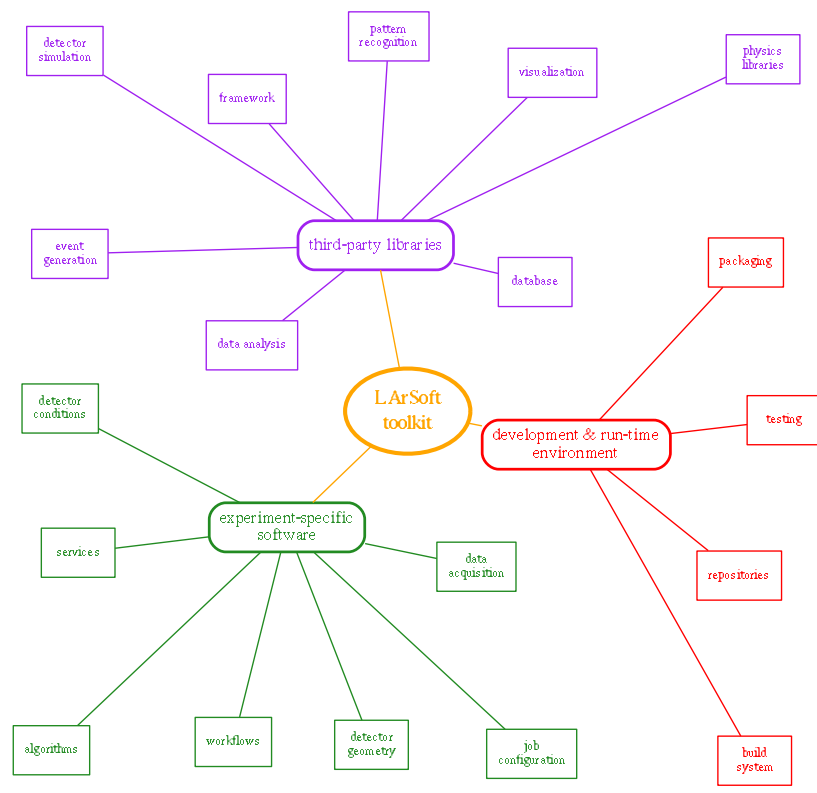 detector
simulation
pattern
recognition
framework
visualization
physics
libraries
third-party libraries
event
generation
database
data analysis
packaging
LArSoft
toolkit
development & run-time
environment
testing
detector
conditions
experiment-specific
software
services
data
acquisition
repositories
algorithms
workflows
detector
geometry
job
configuration
build
system